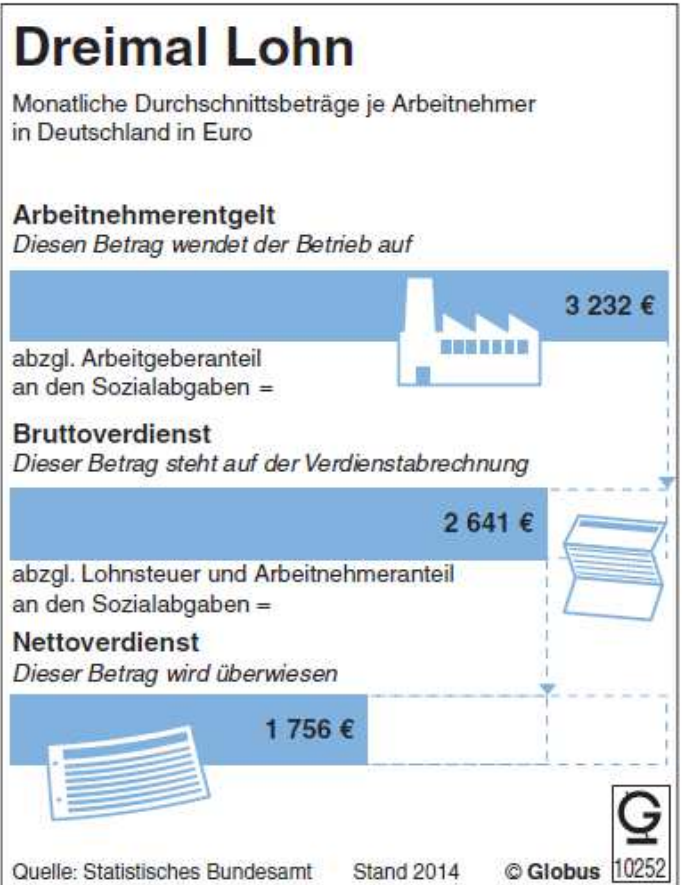 Dreimal Lohn
Monatliche Durchschnittsbeträge je Arbeitnehmer
in Deutschland in Euro
Arbeitnehmerentgelt
Diesen Betrag wendet der Betrieb auf
3 232 €
abzgl. Arbeitgeberanteil
an den Sozialabgaben =
Bruttoverdienst
Dieser Betrag steht auf der Verdienstabrechnung
2 641 €
abzgl. Lohnsteuer und Arbeitnehmeranteil
an den Sozialabgaben =
Nettoverdienst
Dieser Betrag wird überwiesen
1 756 €
G
Quelle: Statistisches Bundesamt Stand 2014 © Globus 10252